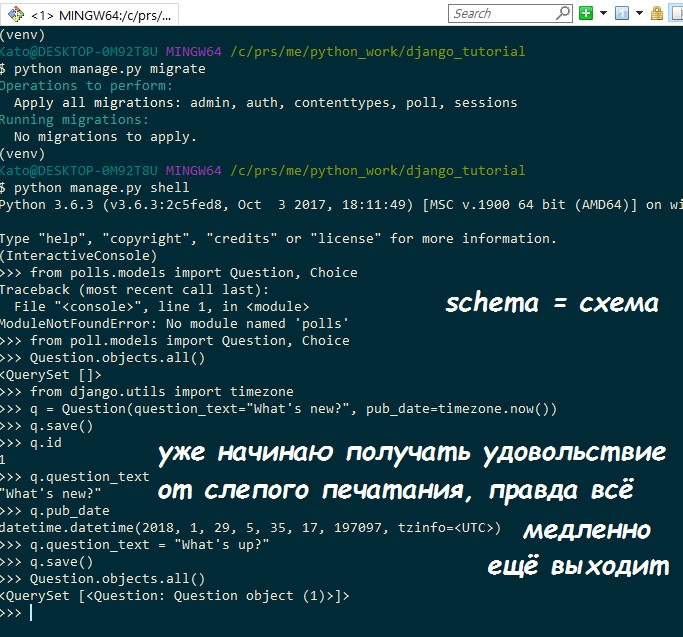 <1> MINGW64:/c/prs/...
Search
(venv)
Kato@DESKTOP-0M92T8U MINGW64 /c/prs/me/python_work/django_tutorial
$ python manage.py migrate
Operations to perform:
  Apply all migrations: admin, auth, contenttypes, poll, sessions
Running migrations:
  No migrations to apply.
(venv)
Kato@DESKTOP-0M92T8U MINGW64 /c/prs/me/python_work/django_tutorial
$ python manage.py shell
Python 3.6.3 (v3.6.3:2c5fed8, Oct  3 2017, 18:11:49) [MSC v.1900 64 bit (AMD64)] on wi
Type "help", "copyright", "credits" or "license" for more information.
(InteractiveConsole)
>>> from polls.models import Question, Choice
Traceback (most recent call last):
  File "<console>", line 1, in <module>
ModuleNotFoundError: No module named 'polls'
schema = схема
>>> from poll.models import Question, Choice
>>> Question.objects.all()
<QuerySet []>
>>> from django.utils import timezone
>>> q = Question(question_text="What's new?", pub_date=timezone.now())
>>> q.save()
>>> q.id
1
>>> q.question_text
"What's new?"
>>> q.pub_date
datetime.datetime(2018, 1, 29, 5, 35, 17, 197097, tzinfo=<UTC>)
>>> q.question_text = "What's up?"
>>> q.save()
>>> Question.objects.all()
<QuerySet [<Question: Question object (1)>]>
>>>
уже начинаю получать удовольствие
от слепого печатания, правда всё
медленно
ещё выходит